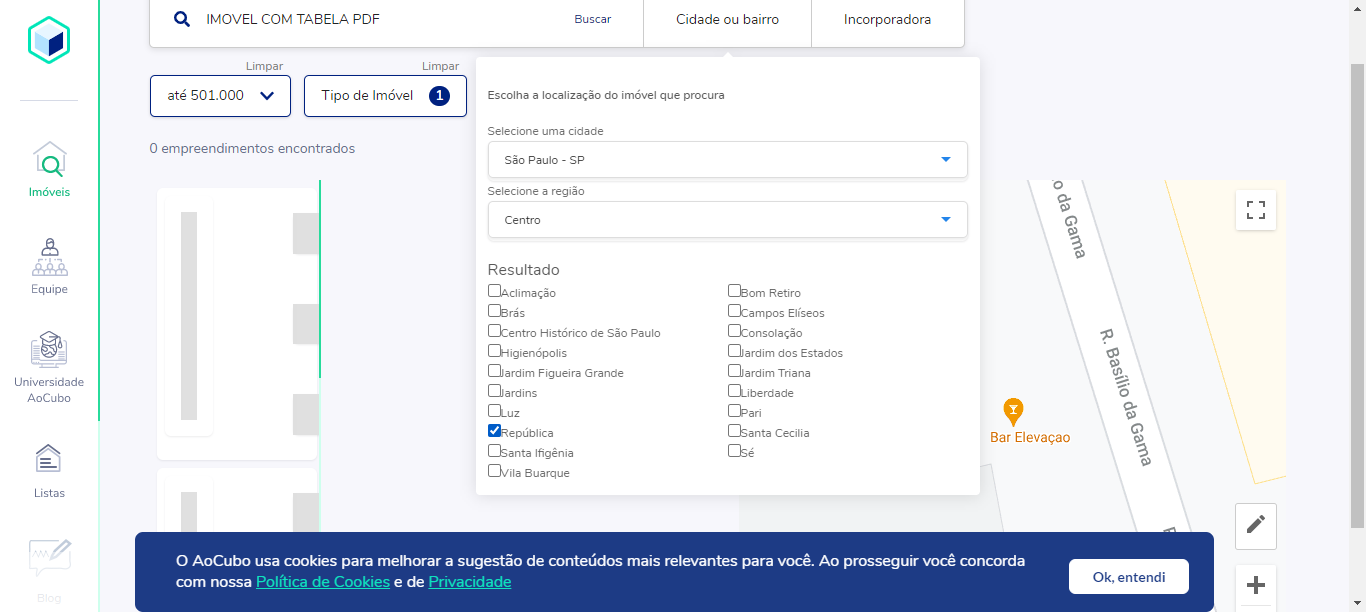 IMOVEL COM TABELA PDF
Buscar
Cidade ou bairro
Incorporadora
Limpar
Limpar
até 501.000
Tipo de Imóvel
1
0 empreendimentos encontrados
Imóveis
Equipe
Universidade
AoCubo
Listas
Blog
Escolha a localização do imóvel que procura
Selecione uma cidade
São Paulo - SP
Selecione a região
Centro
Resultado
Aclimação
Bom Retiro
Brás
Campos Elíseos
Centro Histórico de São Paulo
Consolação
Higienópolis
Jardim dos Estados
Jardim Figueira Grande
Jardim Triana
Jardins
Liberdade
Luz
Pari
República
Santa Cecilia
Santa Ifigênia
Sé
Vila Buarque
o da Gama
R. Basílio da Gama
Bar Elevaçao
O AoCubo usa cookies para melhorar a sugestão de conteúdos mais relevantes para você. Ao prosseguir você concorda
com nossa Política de Cookies e de Privacidade
Ok, entendi